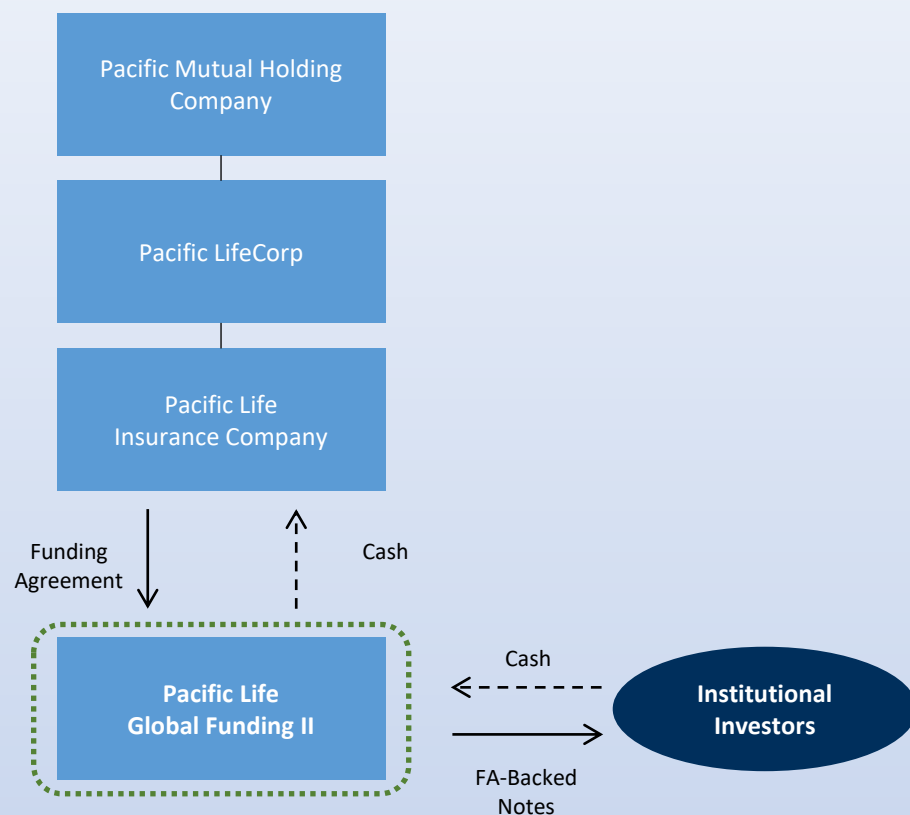 Pacific Mutual Holding
Company
Pacific LifeCorp
Pacific Life
Insurance Company
Funding
Agreement
Cash
Pacific Life
Global Funding II
Cash
FA-Backed
Notes
Institutional
Investors